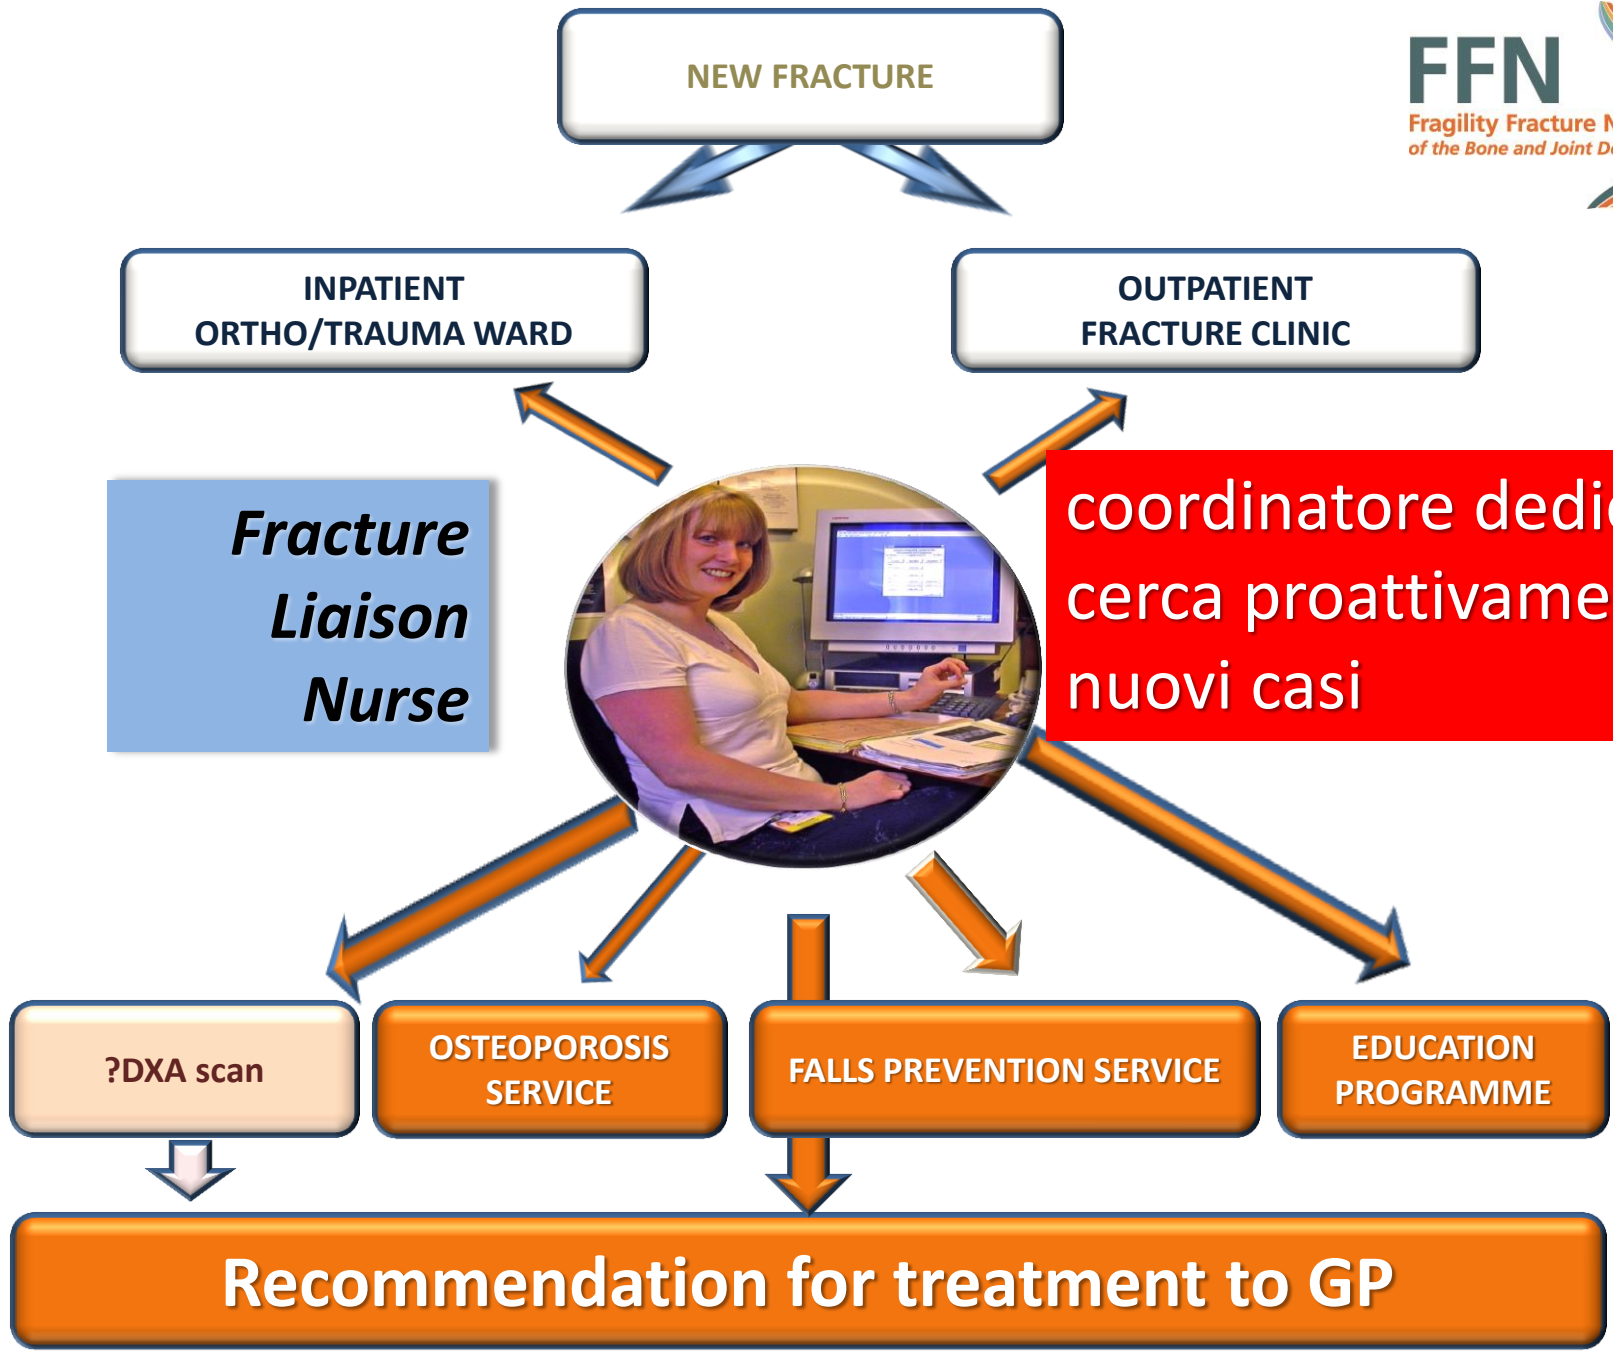 NEW FRACTURE
FFN
Fragility Fracture
of the Bone and Joint
INPATIENT
ORTHO/TRAUMA WARD
OUTPATIENT
FRACTURE CLINIC
Fracture
Liaison
Nurse
coordinatore
cerca
nuovi casi
?DXA scan
OSTEOPOROSIS
SERVICE
FALLS PREVENTION SERVICE
EDUCATION
PROGRAMME
Recommendation for treatment to GP